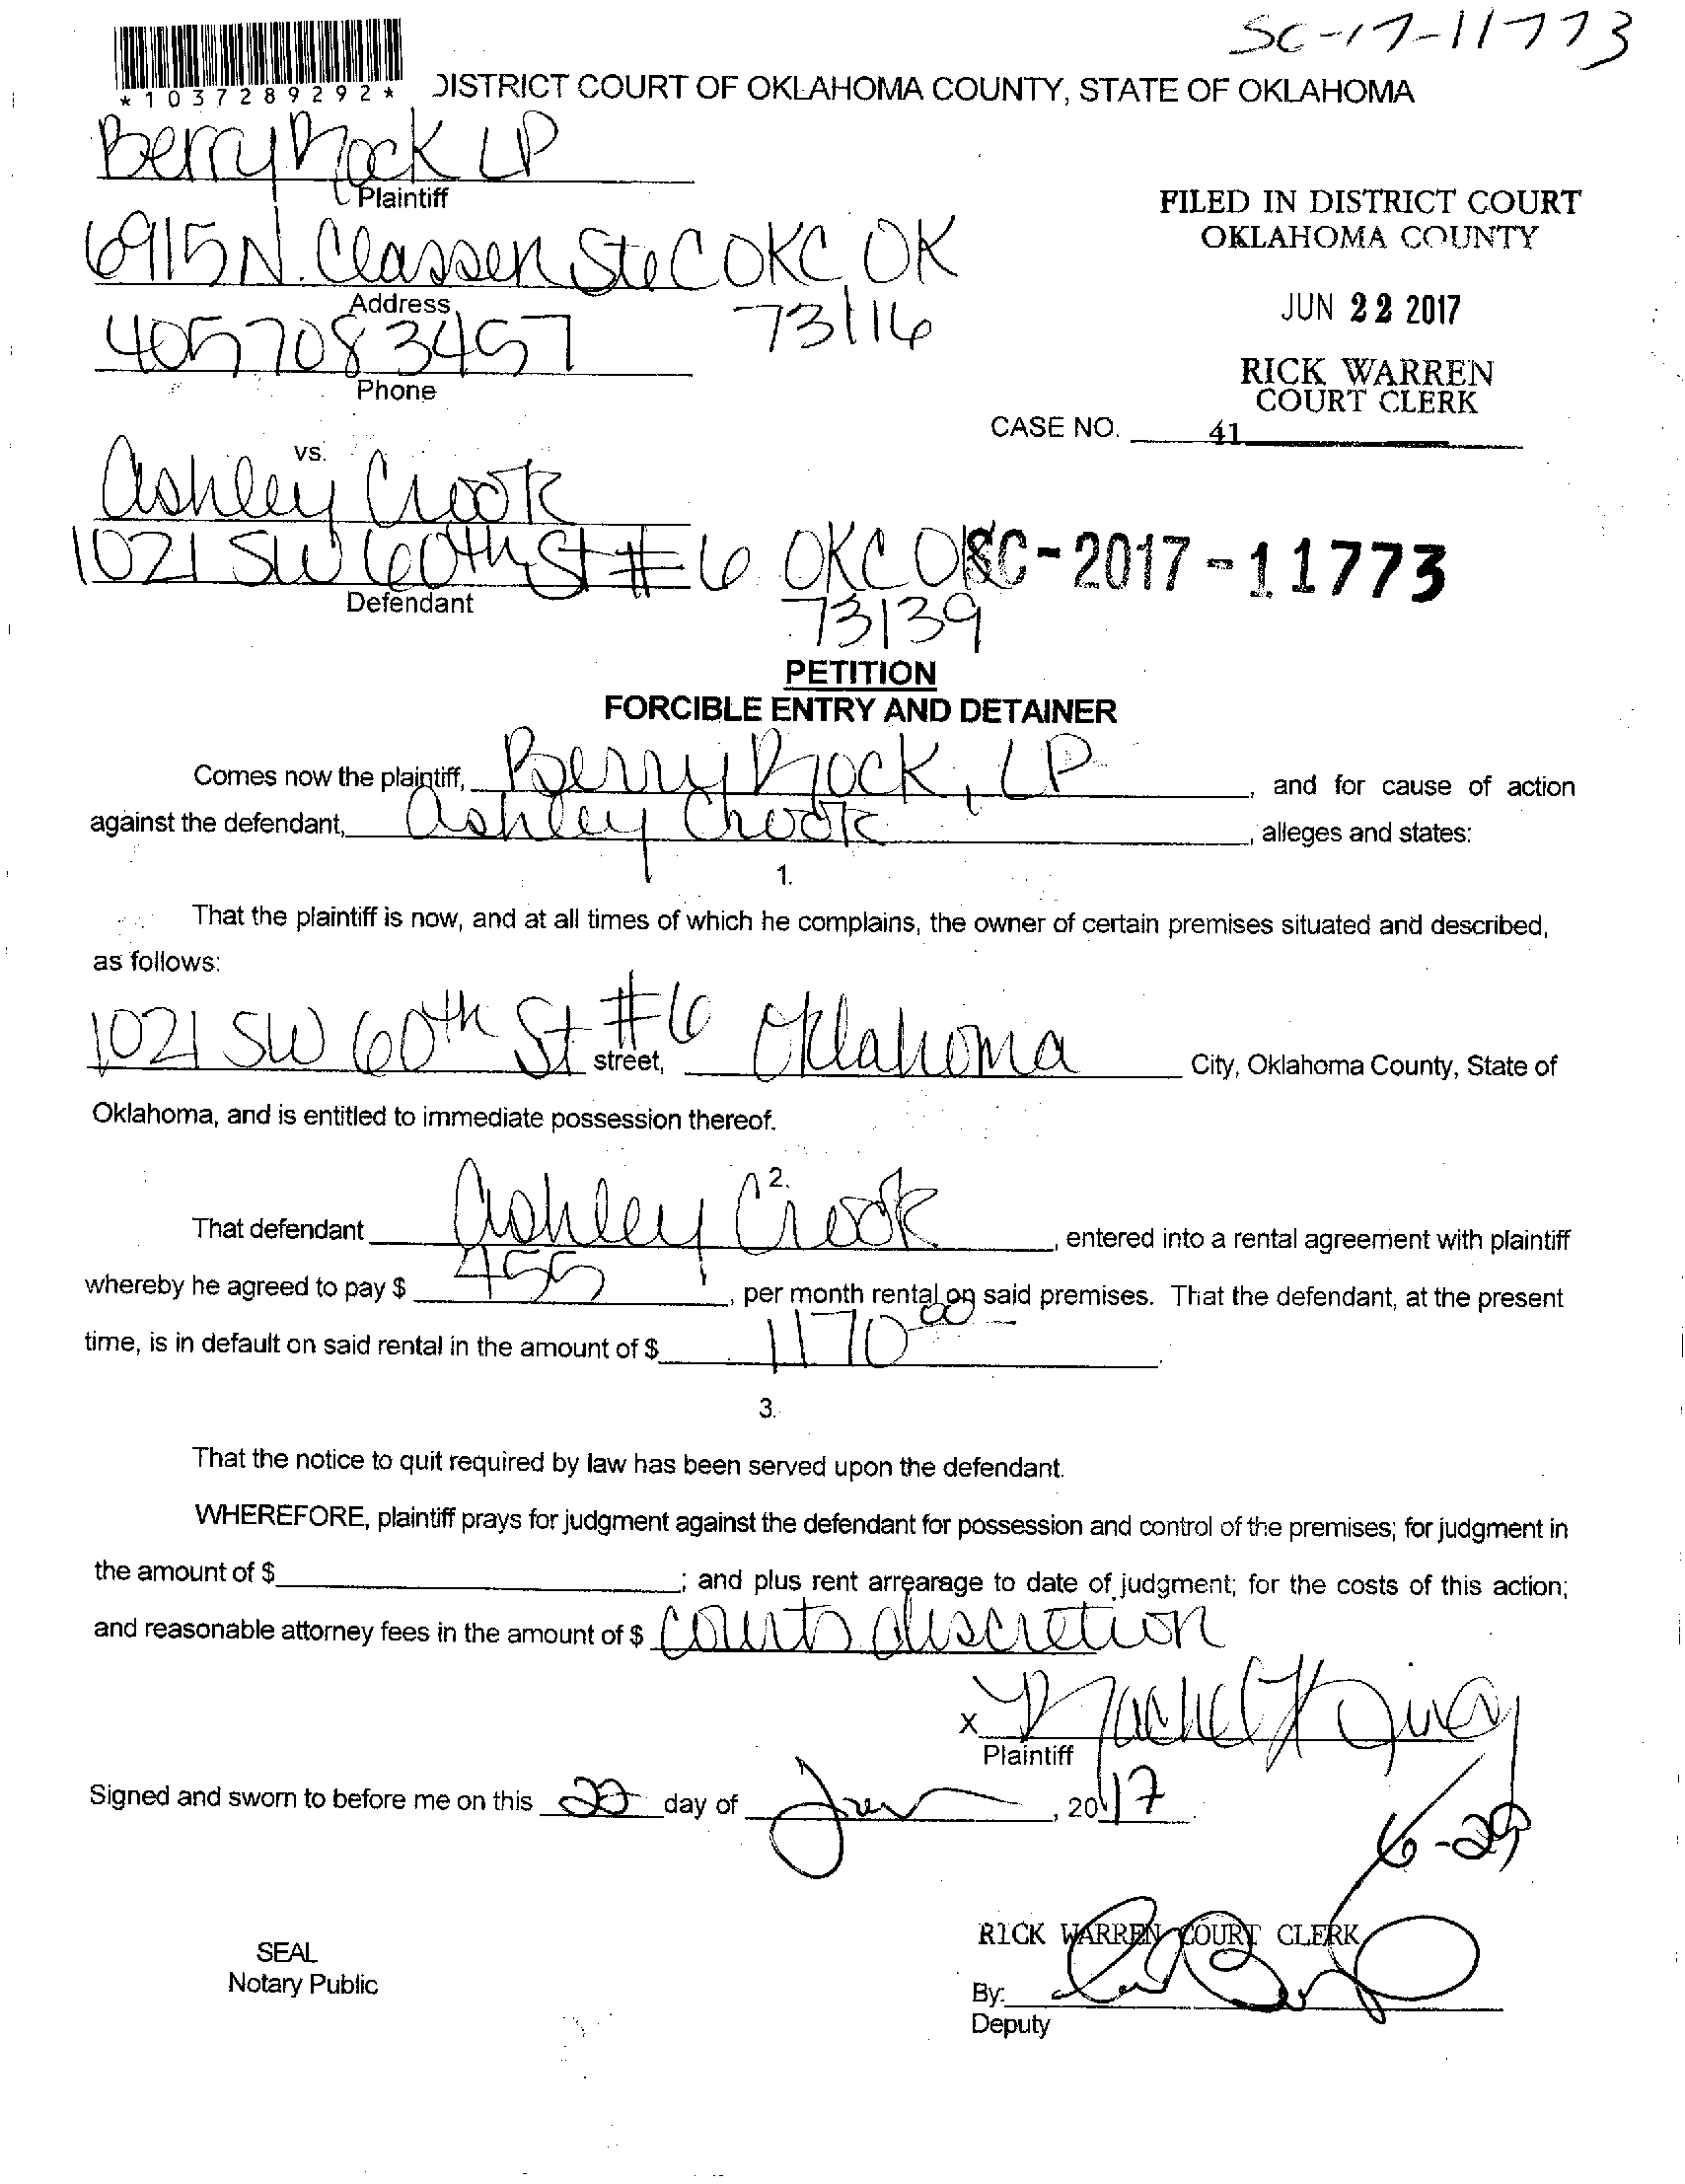 SC-17-11773
*1037289292*
DISTRICT COURT OF OKLAHOMA COUNTY, STATE OF OKLAHOMA
Berry Rock LP
Plaintiff
6915 N. Classen Ste C OKC, OK
73116
Address
405 708 3457
Phone
FILED IN DISTRICT COURT
OKLAHOMA COUNTY
JUN 22 2017
RICK WARREN
COURT CLERK
CASE NO. 41
vs.
Ashley Crook
1021 SW 60th St #6 OKC OK
73139
Defendant
SC-2017-11773
PETITION
FORCIBLE ENTRY AND DETAINER
Comes now the plaintiff, Berry Rock, LP, and for cause of action
against the defendant, Ashley Crook, alleges and states:
1.
That the plaintiff is now, and at all times of which he complains, the owner of certain premises situated and described,
as follows:
1021 SW 60th St #6 street, Oklahoma City, Oklahoma County, State of
Oklahoma, and is entitled to immediate possession thereof.
2.
That defendant Ashley Crook, entered into a rental agreement with plaintiff
whereby he agreed to pay $ 455, per month rental on said premises. That the defendant, at the present
time, is in default on said rental in the amount of $ 1170 00.
3.
That the notice to quit required by law has been served upon the defendant.
WHEREFORE, plaintiff prays for judgment against the defendant for possession and control of the premises; for judgment in
the amount of $ ; and plus rent arrearage to date of judgment; for the costs of this action;
and reasonable attorney fees in the amount of $ courts discretion
x
Plaintiff
Signed and sworn to before me on this 22 day of June, 2017
6-29
SEAL
Notary Public
RICK WARREN COURT CLERK
By:
Deputy